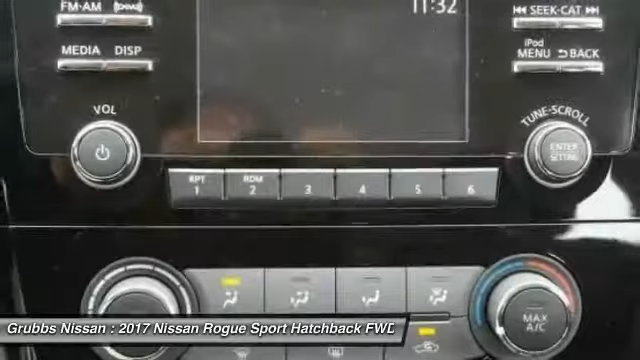 FM·AM
11:32
SEEK·CAT
MEDIA DISP
iPod
MENU BACK
VOL
TUNE·SCROLL
ENTER
SETTING
RPT
1
RDM
2
3
4
5
6
MAX
A/C
Grubbs Nissan : 2017 Nissan Rogue Sport Hatchback FWD